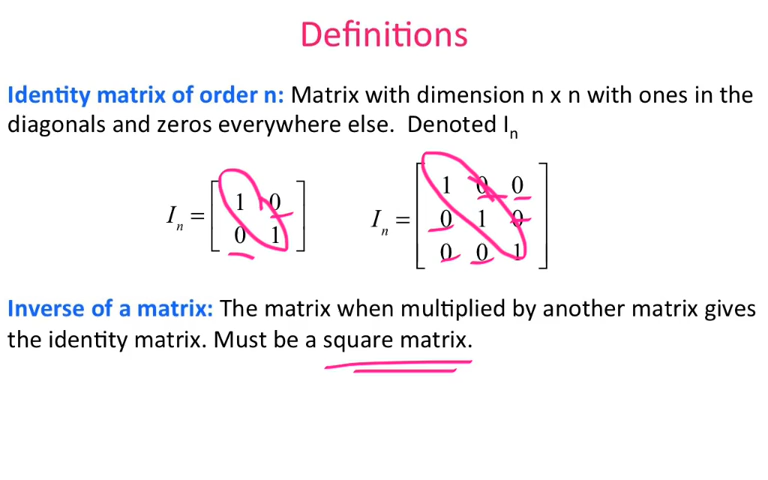 Definitions
Identity matrix of order n: Matrix with dimension n x n with ones in the
diagonals and zeros everywhere else. Denoted Iₙ
Iₙ = [1 0
0 1]
Iₙ = [1 0 0
0 1 0
0 0 1]
Inverse of a matrix: The matrix when multiplied by another matrix gives
the identity matrix. Must be a square matrix.